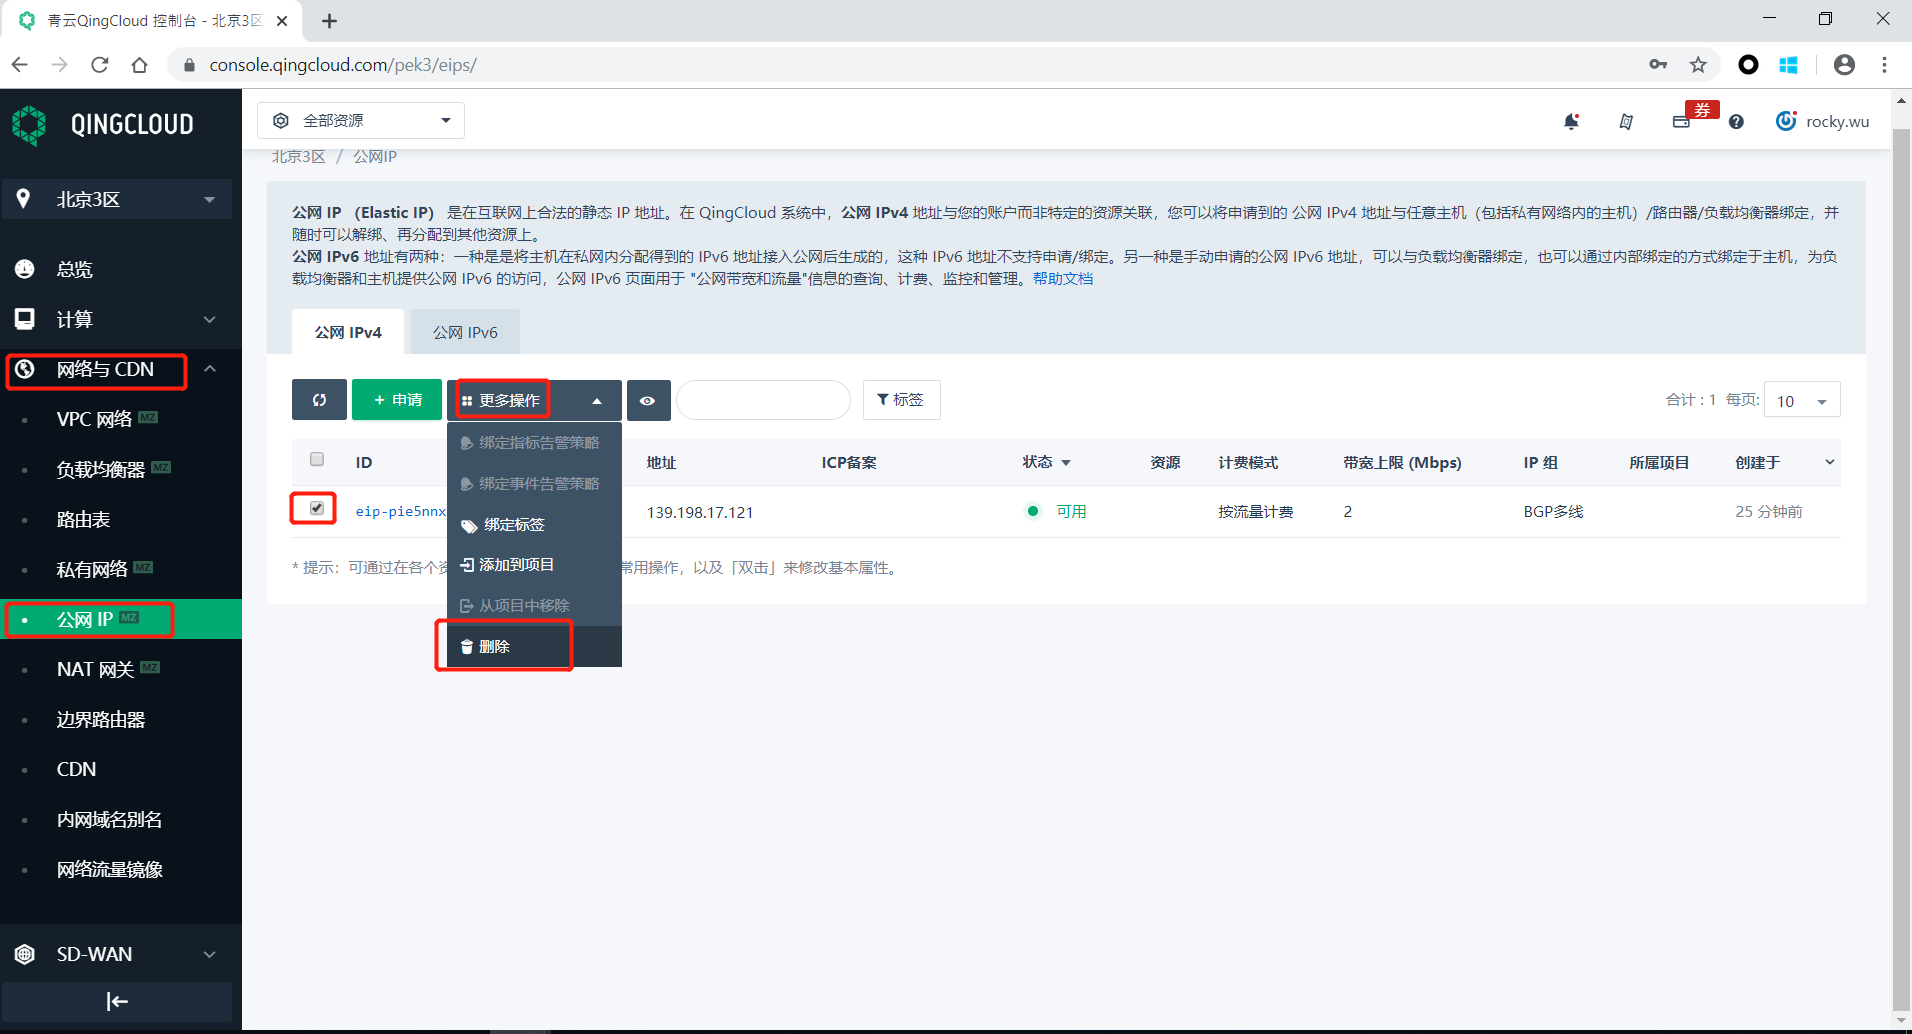 青云QingCloud 控制台 - 北京3区
console.qingcloud.com/pek3/eips/
QINGCLOUD
全部资源
券
rocky.wu
北京3区 / 公网IP
北京3区
总览
计算
网络与 CDN
VPC 网络 MZ
负载均衡器 MZ
路由表
私有网络 MZ
公网 IP MZ
NAT 网关 MZ
边界路由器
CDN
内网域名别名
网络流量镜像
SD-WAN
公网 IP （Elastic IP） 是在互联网上合法的静态 IP 地址。在 QingCloud 系统中，公网 IPv4 地址与您的账户而非特定的资源关联，您可以将申请到的 公网 IPv4 地址与任意主机（包括私有网络内的主机）/路由器/负载均衡器绑定，并
随时可以解绑、再分配到其他资源上。
公网 IPv6 地址有两种：一种是是将主机在私网内分配得到的 IPv6 地址接入公网后生成的，这种 IPv6 地址不支持申请/绑定。另一种是手动申请的公网 IPv6 地址，可以与负载均衡器绑定，也可以通过内部绑定的方式绑定于主机，为负
载均衡器和主机提供公网 IPv6 的访问，公网 IPv6 页面用于 "公网带宽和流量"信息的查询、计费、监控和管理。帮助文档
公网 IPv4 公网 IPv6
+ 申请 更多操作 标签 合计：1 每页: 10
绑定指标告警策略
绑定事件告警策略
绑定标签
添加到项目
从项目中移除
删除
ID 地址 ICP备案 状态 资源 计费模式 带宽上限 (Mbps) IP 组 所属项目 创建于
eip-pie5nnx 139.198.17.121 可用 按流量计费 2 BGP多线 25 分钟前
* 提示：可通过在各个资 常用操作，以及「双击」来修改基本属性。